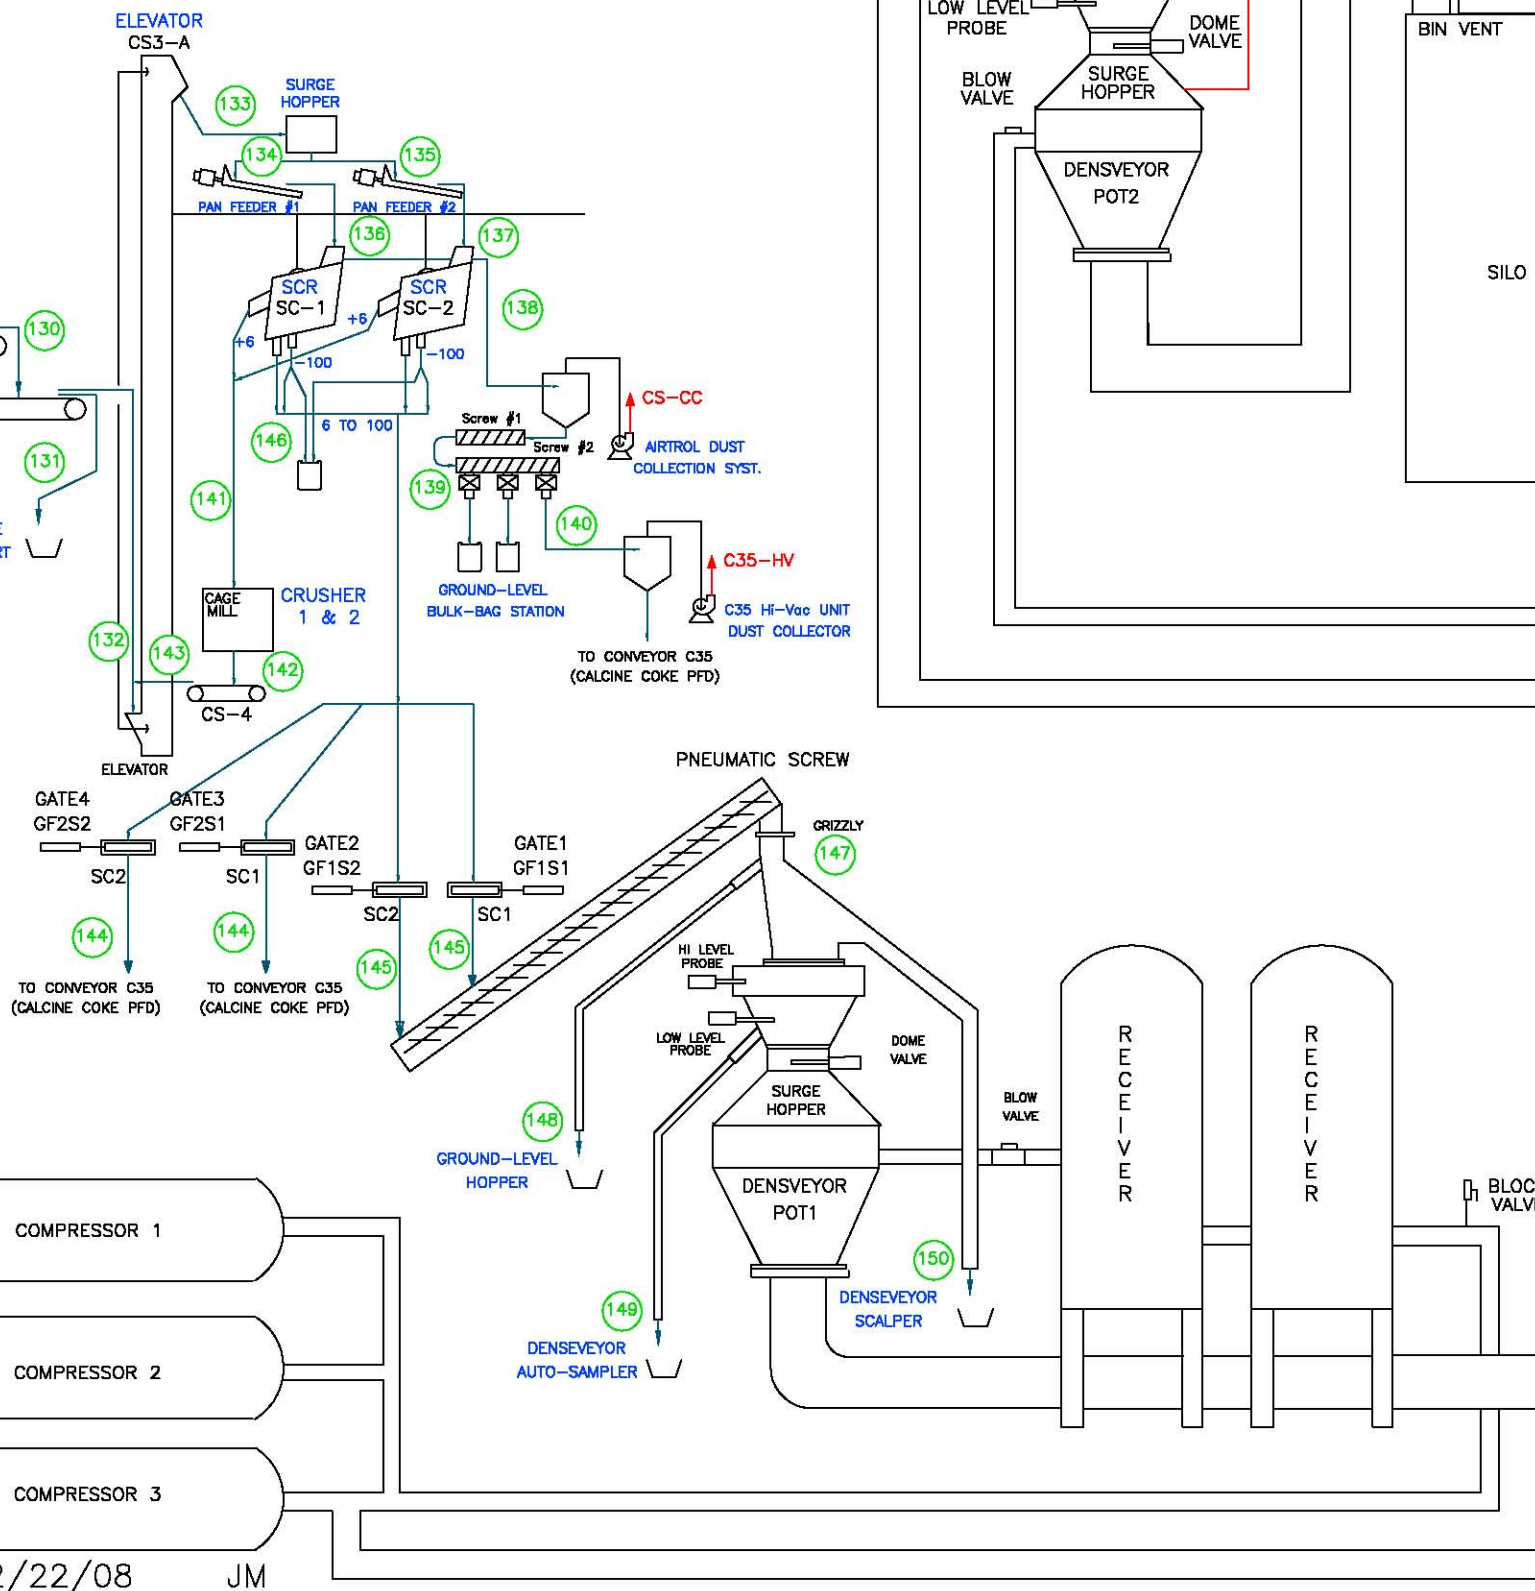 ELEVATOR
CS3-A
SURGE
HOPPER
133
134
135
PAN FEEDER #1
PAN FEEDER #2
136
137
SCR
SC-1
SCR
SC-2
138
+6
+6
-100
-100
130
131
6 TO 100
146
141
Screw #1
Screw #2
139
140
CS-CC
AIRTROL DUST
COLLECTION SYST.
GROUND-LEVEL
BULK-BAG STATION
C35-HV
C35 Hi-Vac UNIT
DUST COLLECTOR
TO CONVEYOR C35
(CALCINE COKE PFD)
CAGE
MILL
CRUSHER
1 & 2
132
143
142
CS-4
ELEVATOR
LOW LEVEL
PROBE
DOME
VALVE
BLOW
VALVE
SURGE
HOPPER
DENSVEYOR
POT2
BIN VENT
SILO
GATE4
GF2S2
GATE3
GF2S1
GATE2
GF1S2
GATE1
GF1S1
SC2
SC1
SC2
SC1
144
144
145
145
TO CONVEYOR C35
(CALCINE COKE PFD)
TO CONVEYOR C35
(CALCINE COKE PFD)
PNEUMATIC SCREW
GRIZZLY
147
HI LEVEL
PROBE
LOW LEVEL
PROBE
DOME
VALVE
SURGE
HOPPER
BLOW
VALVE
DENSVEYOR
POT1
148
GROUND-LEVEL
HOPPER
149
DENSEVEYOR
AUTO-SAMPLER
150
DENSEVEYOR
SCALPER
RECEIVER
RECEIVER
BLOC
VALVE
COMPRESSOR 1
COMPRESSOR 2
COMPRESSOR 3
2/22/08
JM